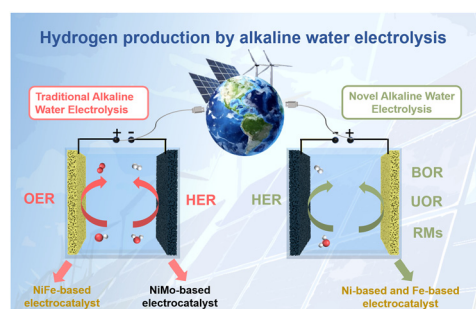 Hydrogen production by alkaline water electrolysis
Traditional Alkaline
Water Electrolysis
Novel Alkaline Water
Electrolysis
+ -
- +
OER
HER
HER
BOR
UOR
RMs
NiFe-based
electrocatalyst
NiMo-based
electrocatalyst
Ni-based and Fe-based
electrocatalyst